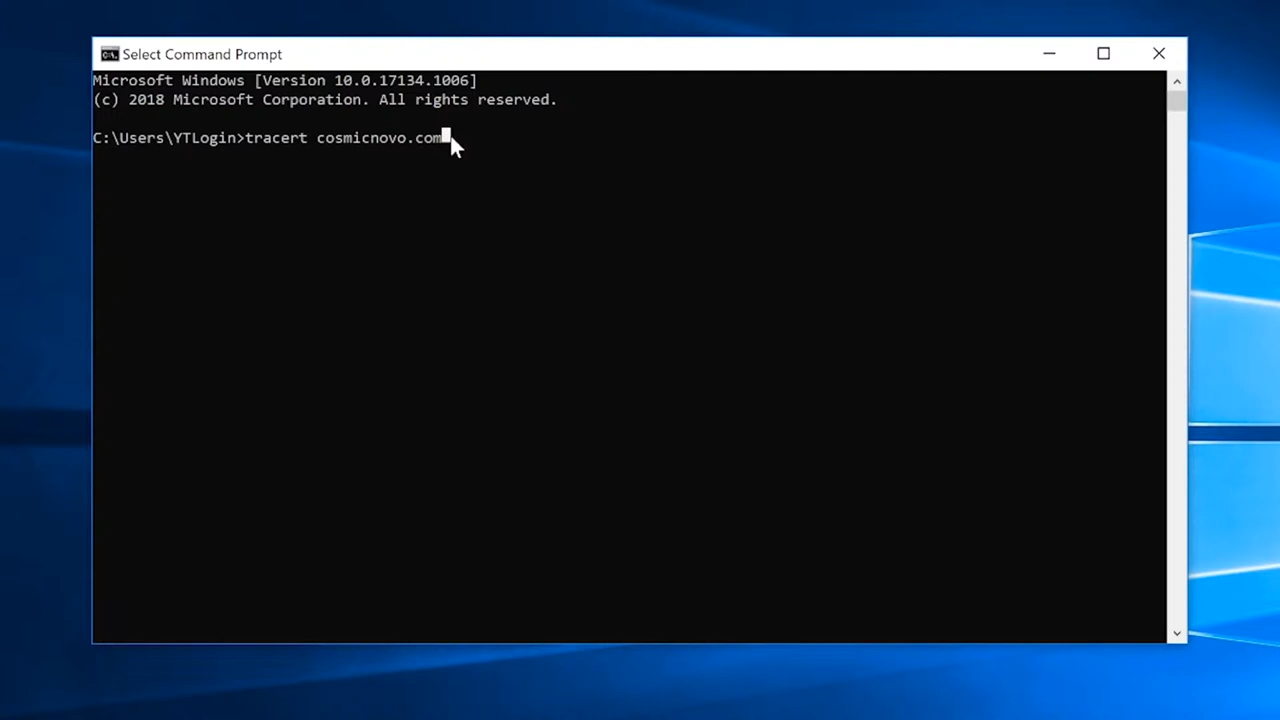 Select Command Prompt
Microsoft Windows [Version 10.0.17134.1006]
(c) 2018 Microsoft Corporation. All rights reserved.
C:\Users\YTLogin>tracert cosmicnovo.com